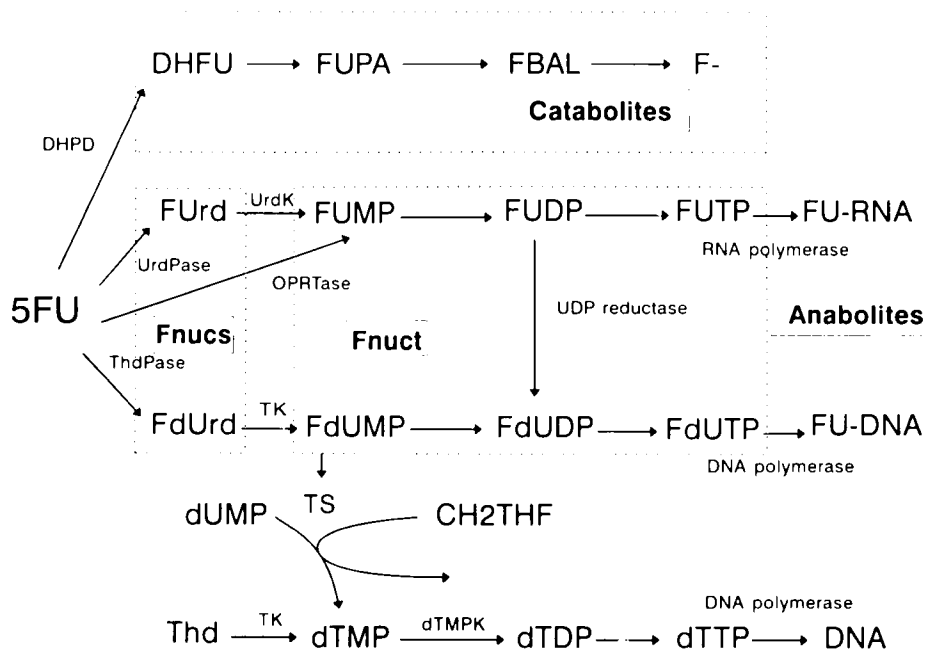 DHFU FUPA FBAL F-
Catabolites
DHPD
FUrd UrdK FUMP FUDP FUTP FU-RNA
RNA polymerase
UrdPase
OPRTase
5FU
UDP reductase
Anabolites
Fnucs Fnuct
ThdPase
FdUrd TK FdUMP FdUDP FdUTP FU-DNA
DNA polymerase
dUMP TS CH2THF
DNA polymerase
Thd TK dTMP dTMPK dTDP dTTP DNA